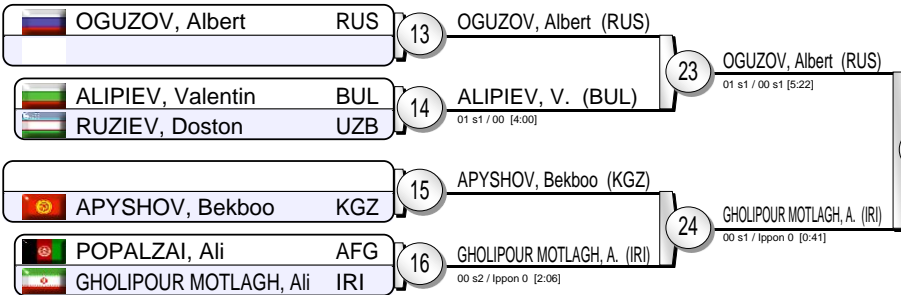 OGUZOV, Albert RUS
13
OGUZOV, Albert (RUS)
23
OGUZOV, Albert (RUS)
01 s1 / 00 s1 [5:22]
ALIPIEV, Valentin BUL
RUZIEV, Doston UZB
14
ALIPIEV, V. (BUL)
01 s1 / 00 [4:00]
APYSHOV, Bekboo KGZ
15
APYSHOV, Bekboo (KGZ)
24
GHOLIPOUR MOTLAGH, A. (IRI)
00 s1 / Ippon 0 [0:41]
POPALZAI, Ali AFG
GHOLIPOUR MOTLAGH, Ali IRI
16
GHOLIPOUR MOTLAGH, A. (IRI)
00 s2 / Ippon 0 [2:06]